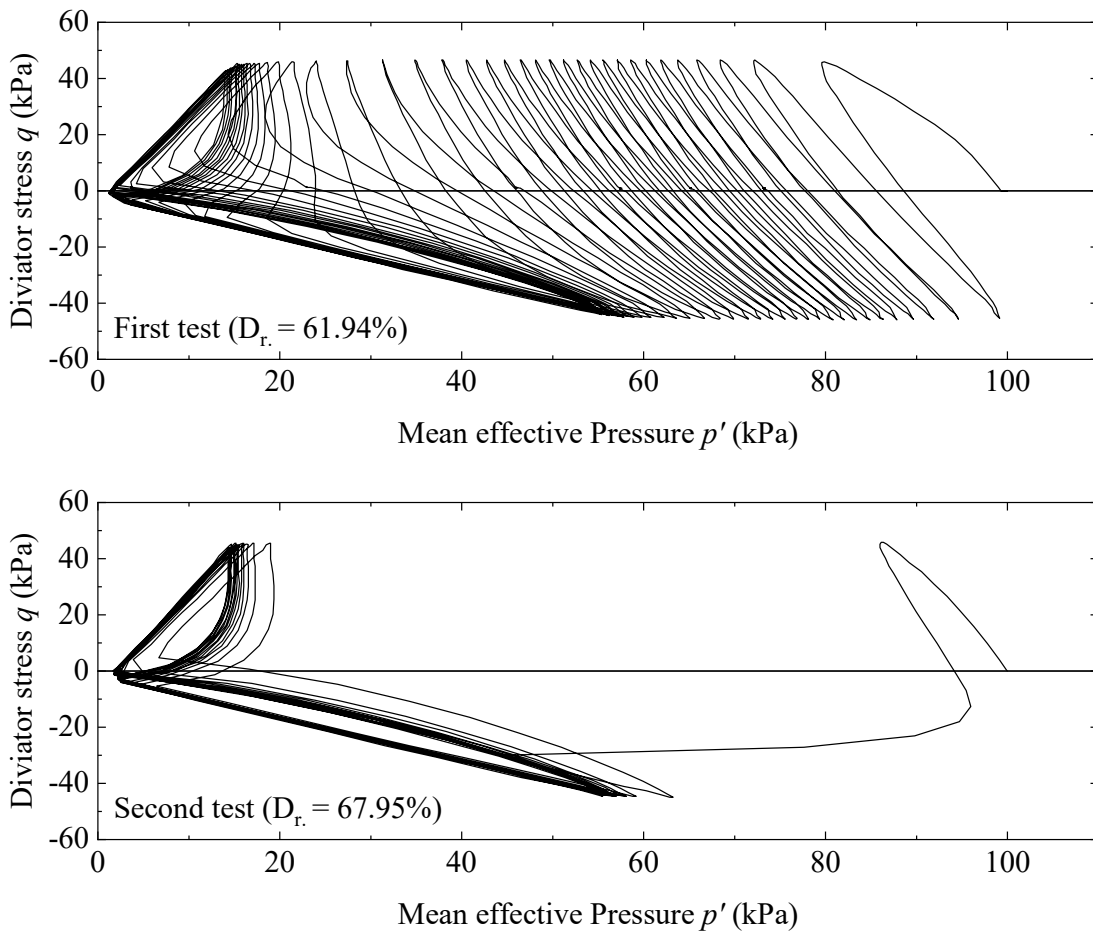 60
40
20
0
-20
-40
-60
Diviator stress q (kPa)
First test (Dr. = 61.94%)
0 20 40 60 80 100
Mean effective Pressure p′ (kPa)
60
40
20
0
-20
-40
-60
Diviator stress q (kPa)
Second test (Dr. = 67.95%)
0 20 40 60 80 100
Mean effective Pressure p′ (kPa)